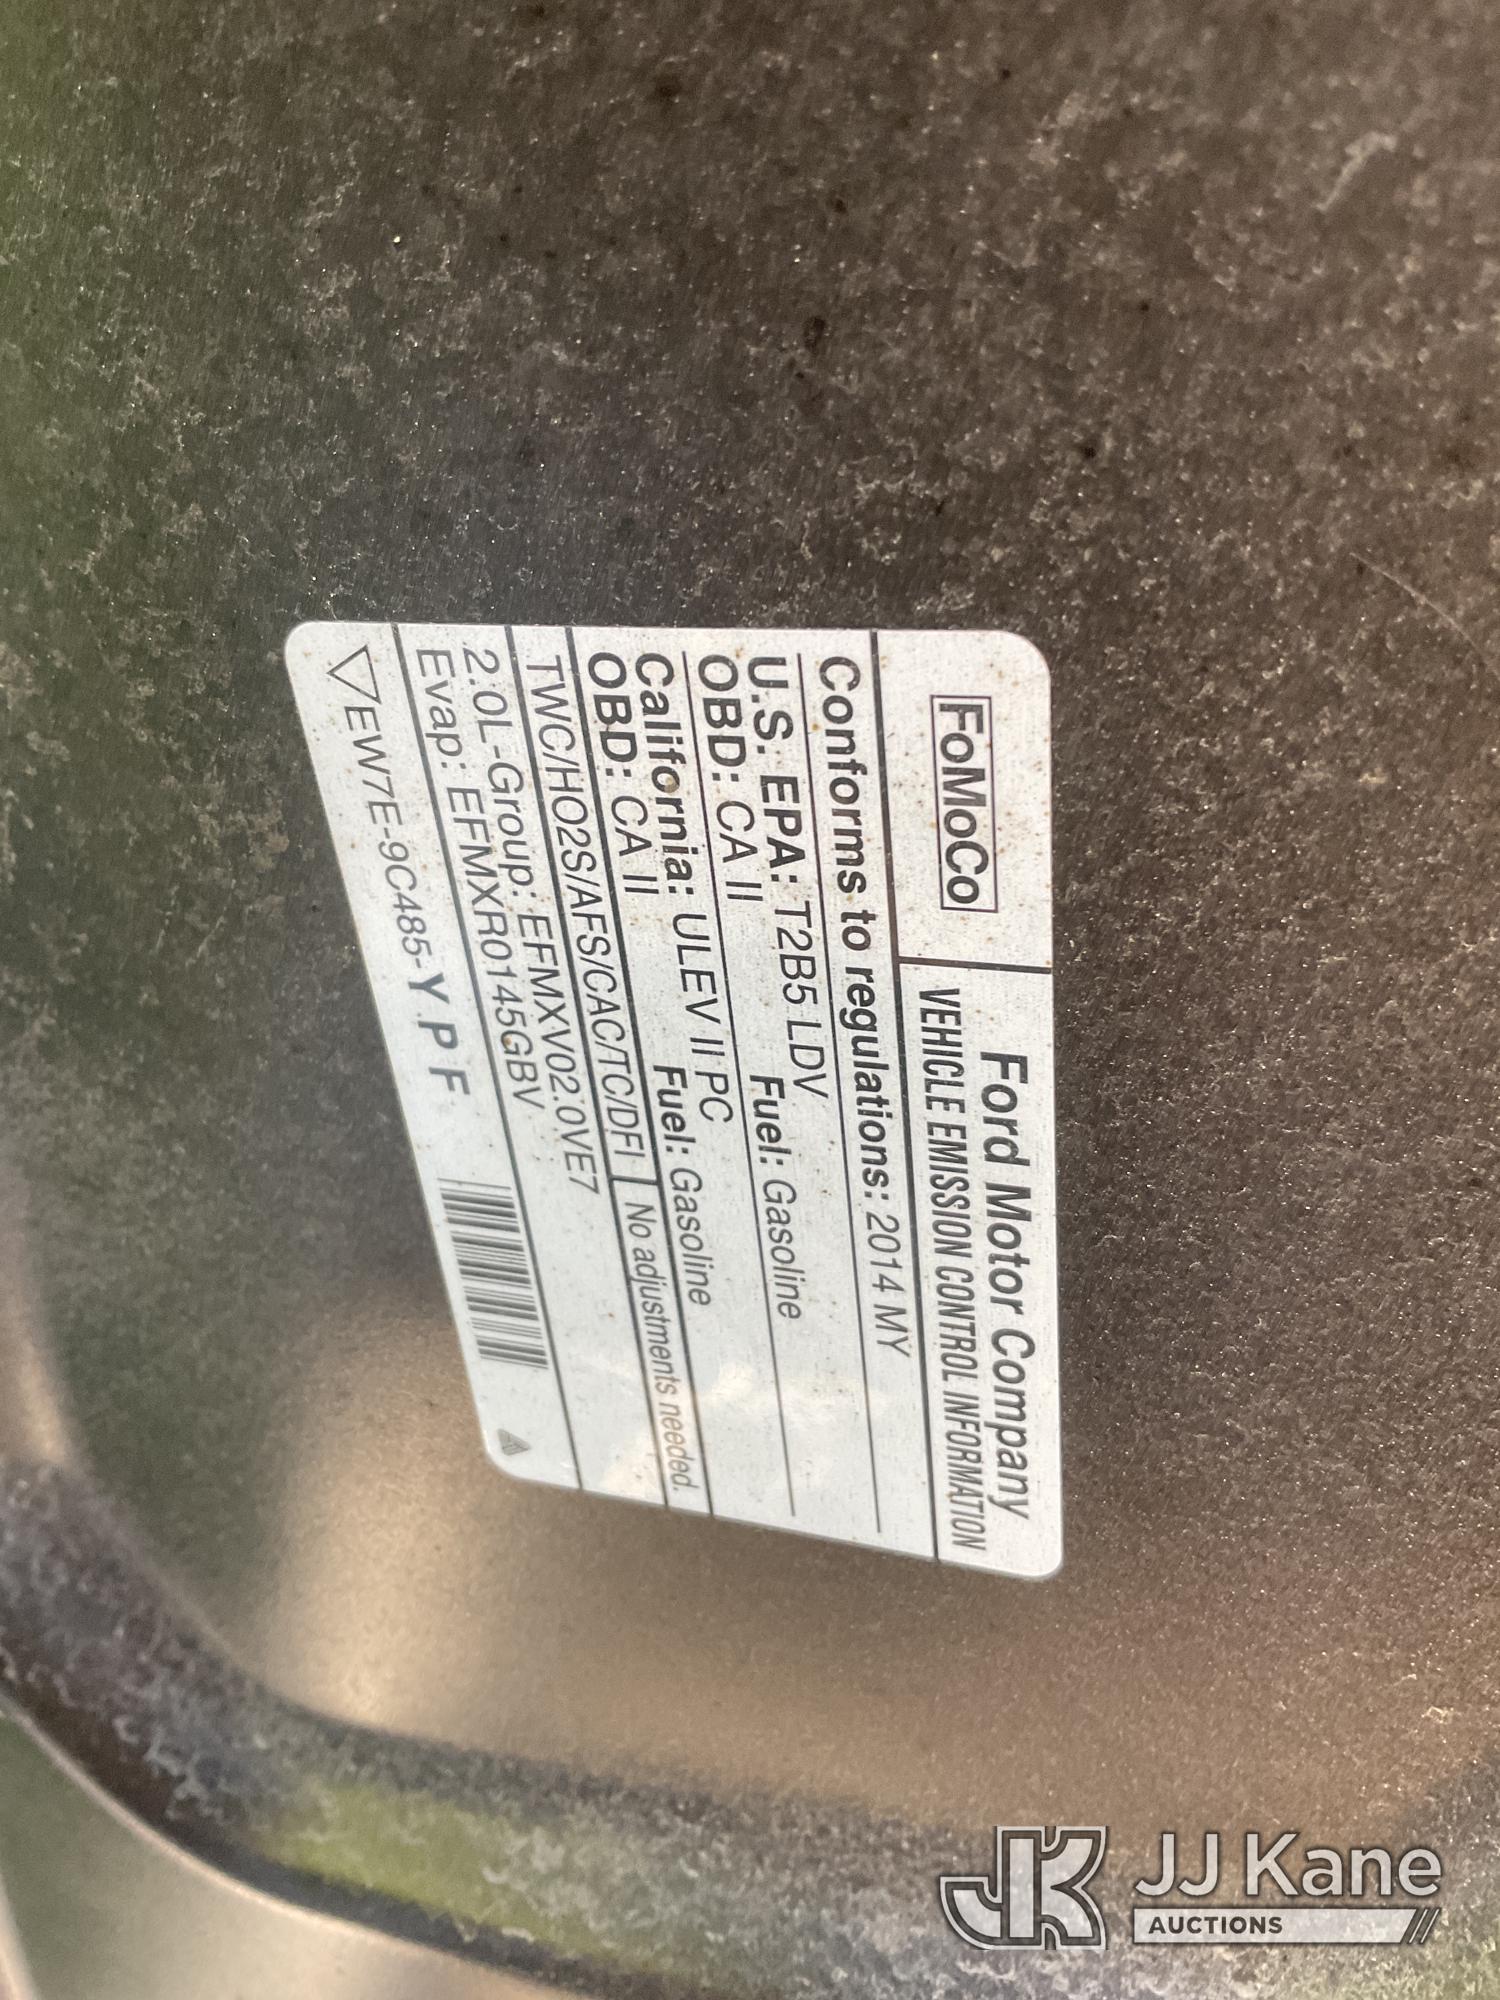 FoMoCo
Ford Motor Company
VEHICLE EMISSION CONTROL INFORMATION
Conforms to regulations: 2014 MY
U.S. EPA: T2B5 LDV Fuel: Gasoline
OBD: CA II
California: ULEV II PC Fuel: Gasoline
OBD: CA II
TWC/HO2S/AFS/CAC/TC/DFI No adjustments needed.
2.0L-Group: EFMXV02.0VE7
Evap: EFMXR0145GBV
EW7E-9C485-Y P F
JK JJ Kane
AUCTIONS